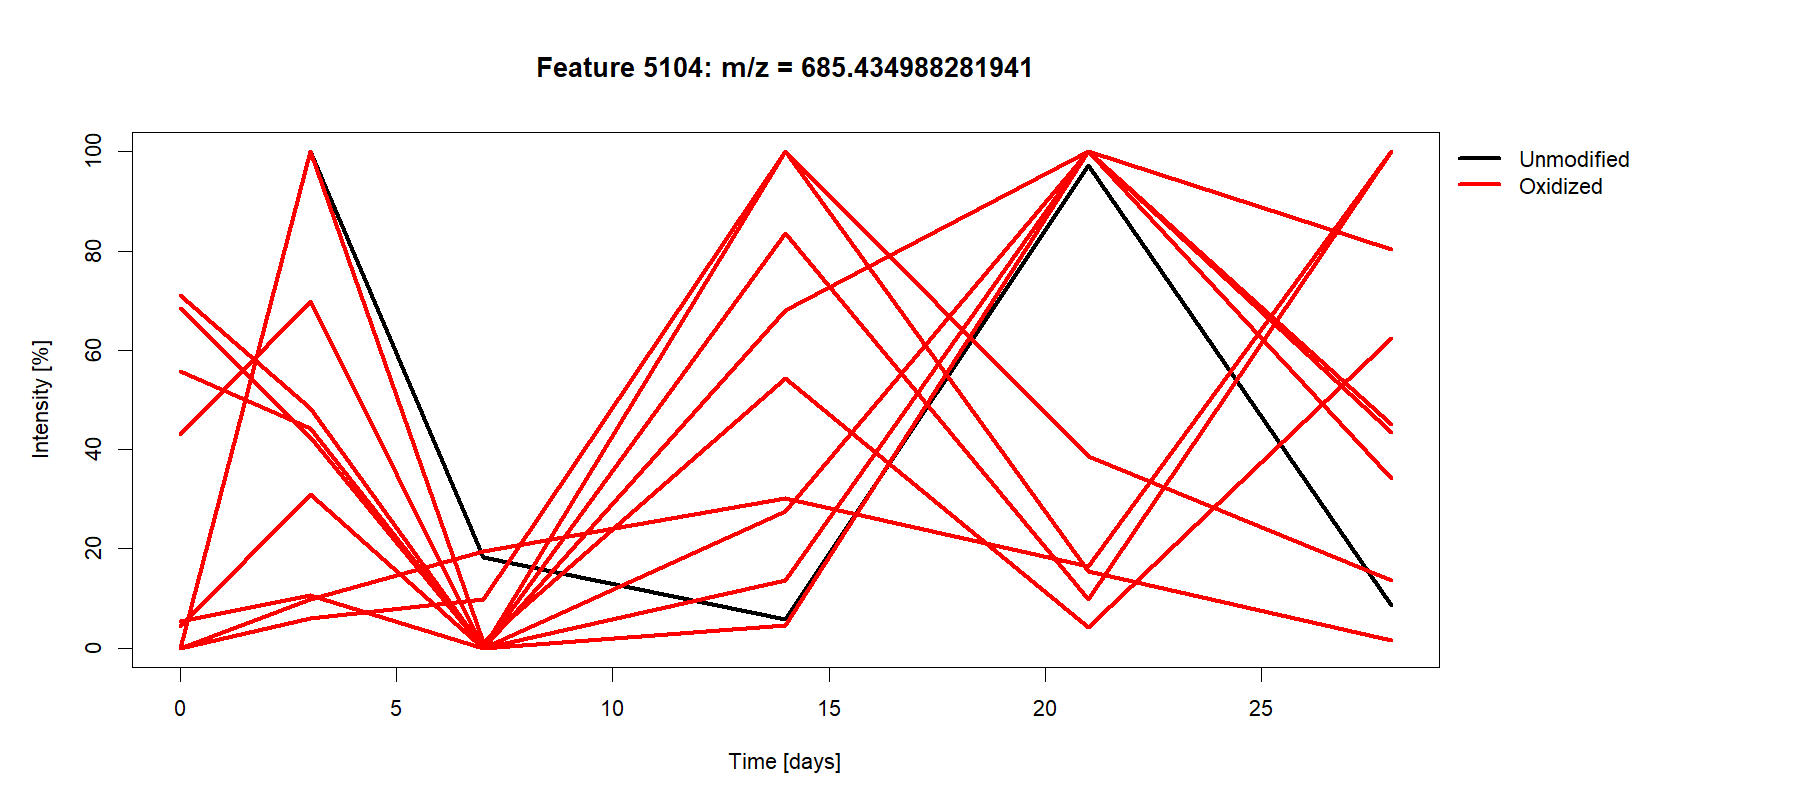 Feature 5104: m/z = 685.434988281941
Unmodified
Oxidized
100
80
60
40
20
0
Intensity [%]
0 5 10 15 20 25
Time [days]